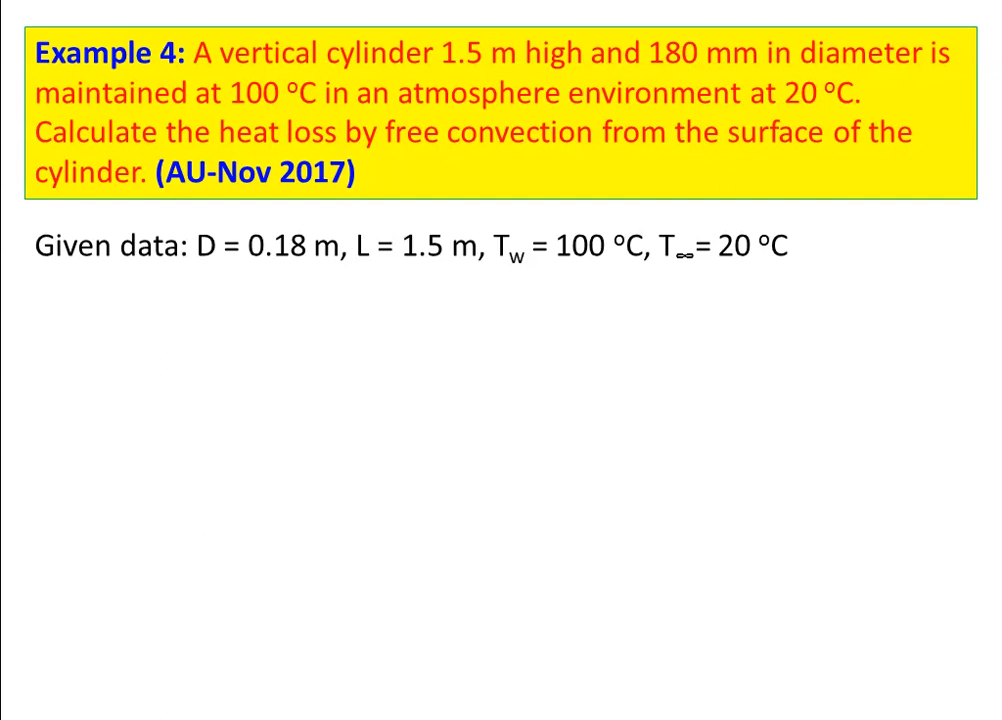 Example 4: A vertical cylinder 1.5 m high and 180 mm in diameter is
maintained at 100 °C in an atmosphere environment at 20 °C.
Calculate the heat loss by free convection from the surface of the
cylinder. (AU-Nov 2017)
Given data: D = 0.18 m, L = 1.5 m, Tw = 100 °C, T∞= 20 °C